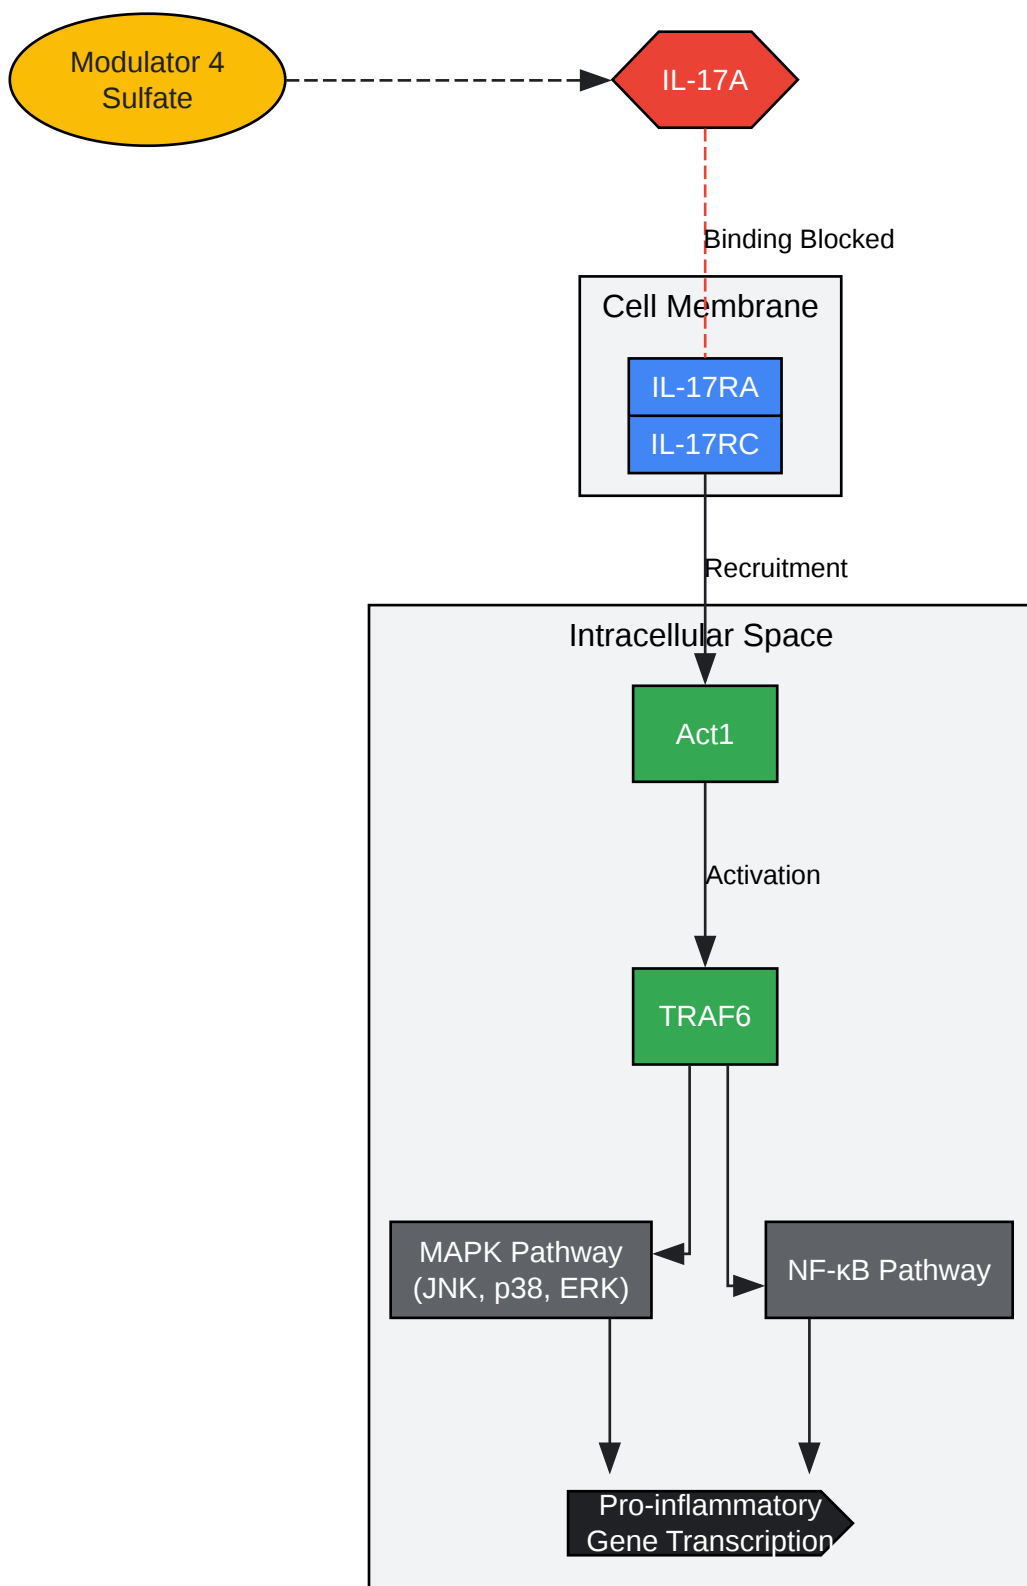 Modulator 4
Sulfate
IL-17A
Binding Blocked
Cell Membrane
IL-17RA
IL-17RC
Recruitment
Intracellular Space
Act1
Activation
TRAF6
MAPK Pathway
(JNK, p38, ERK)
NF-κB Pathway
Pro-inflammatory
Gene Transcription